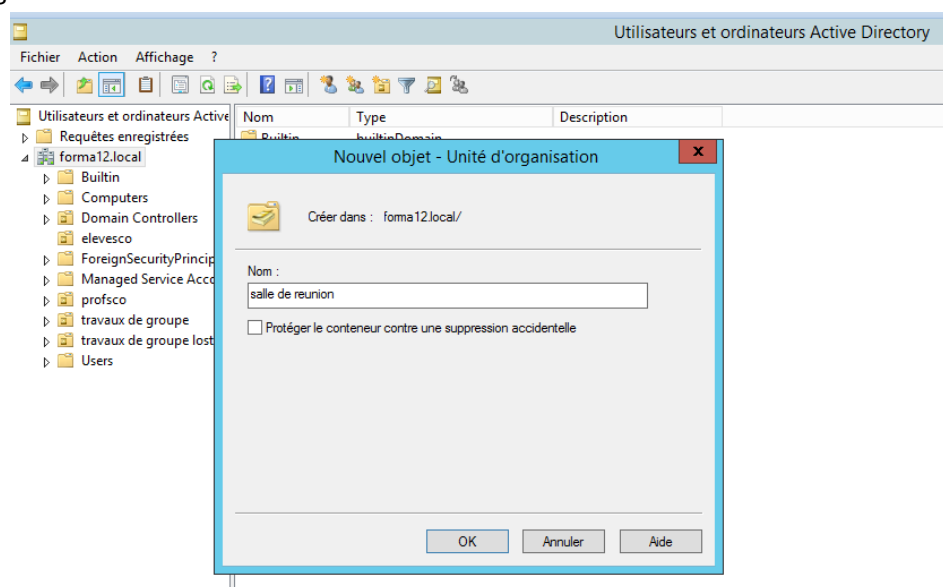 Utilisateurs et ordinateurs Active Directory
Fichier Action Affichage ?
Utilisateurs et ordinateurs Active
Nom Type Description
Requêtes enregistrées
Builtin builtinDomain
forma12.local
Builtin
Computers
Domain Controllers
elevesco
ForeignSecurityPrincip
Managed Service Acco
profsco
travaux de groupe
travaux de groupe lost
Users
Nouvel objet - Unité d'organisation
x
Créer dans : forma12.local/
Nom :
salle de reunion
Protéger le conteneur contre une suppression accidentelle
OK Annuler Aide